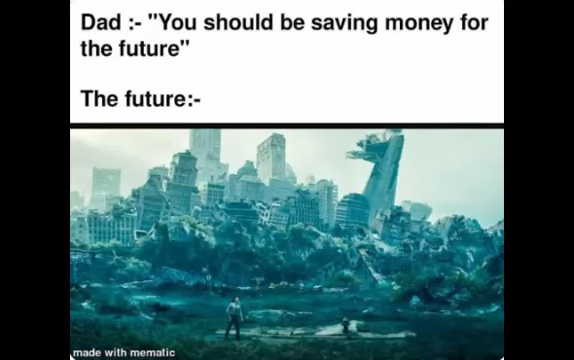 Dad :- "You should be saving money for
the future"
The future:-
made with mematic